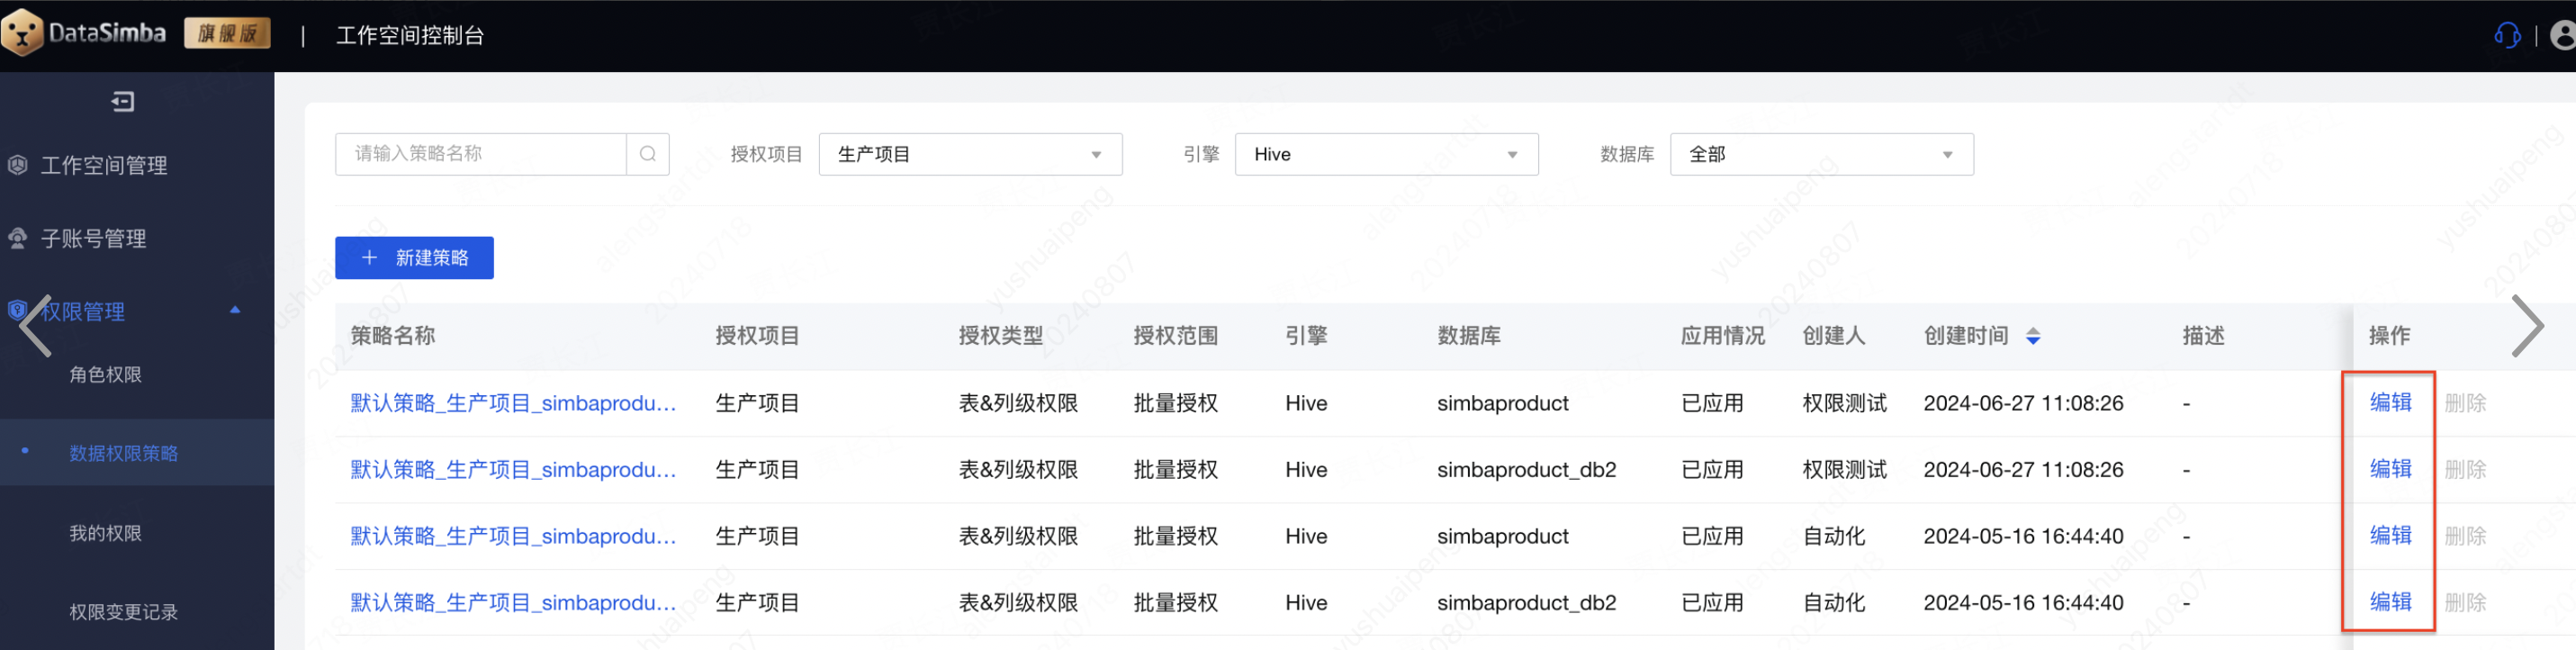 DataSimba 旗舰版 | 工作空间控制台
工作空间管理
子账号管理
权限管理
角色权限
数据权限策略
我的权限
权限变更记录
请输入策略名称 授权项目 生产项目 引擎 Hive 数据库 全部
+ 新建策略
策略名称 授权项目 授权类型 授权范围 引擎 数据库 应用情况 创建人 创建时间 描述 操作
默认策略_生产项目_simbaprodu... 生产项目 表&列级权限 批量授权 Hive simbaproduct 已应用 权限测试 2024-06-27 11:08:26 - 编辑 删除
默认策略_生产项目_simbaprodu... 生产项目 表&列级权限 批量授权 Hive simbaproduct_db2 已应用 权限测试 2024-06-27 11:08:26 - 编辑 删除
默认策略_生产项目_simbaprodu... 生产项目 表&列级权限 批量授权 Hive simbaproduct 已应用 自动化 2024-05-16 16:44:40 - 编辑 删除
默认策略_生产项目_simbaprodu... 生产项目 表&列级权限 批量授权 Hive simbaproduct_db2 已应用 自动化 2024-05-16 16:44:40 - 编辑 删除
yushuaipeng
20240807
alengstartdt
20240718